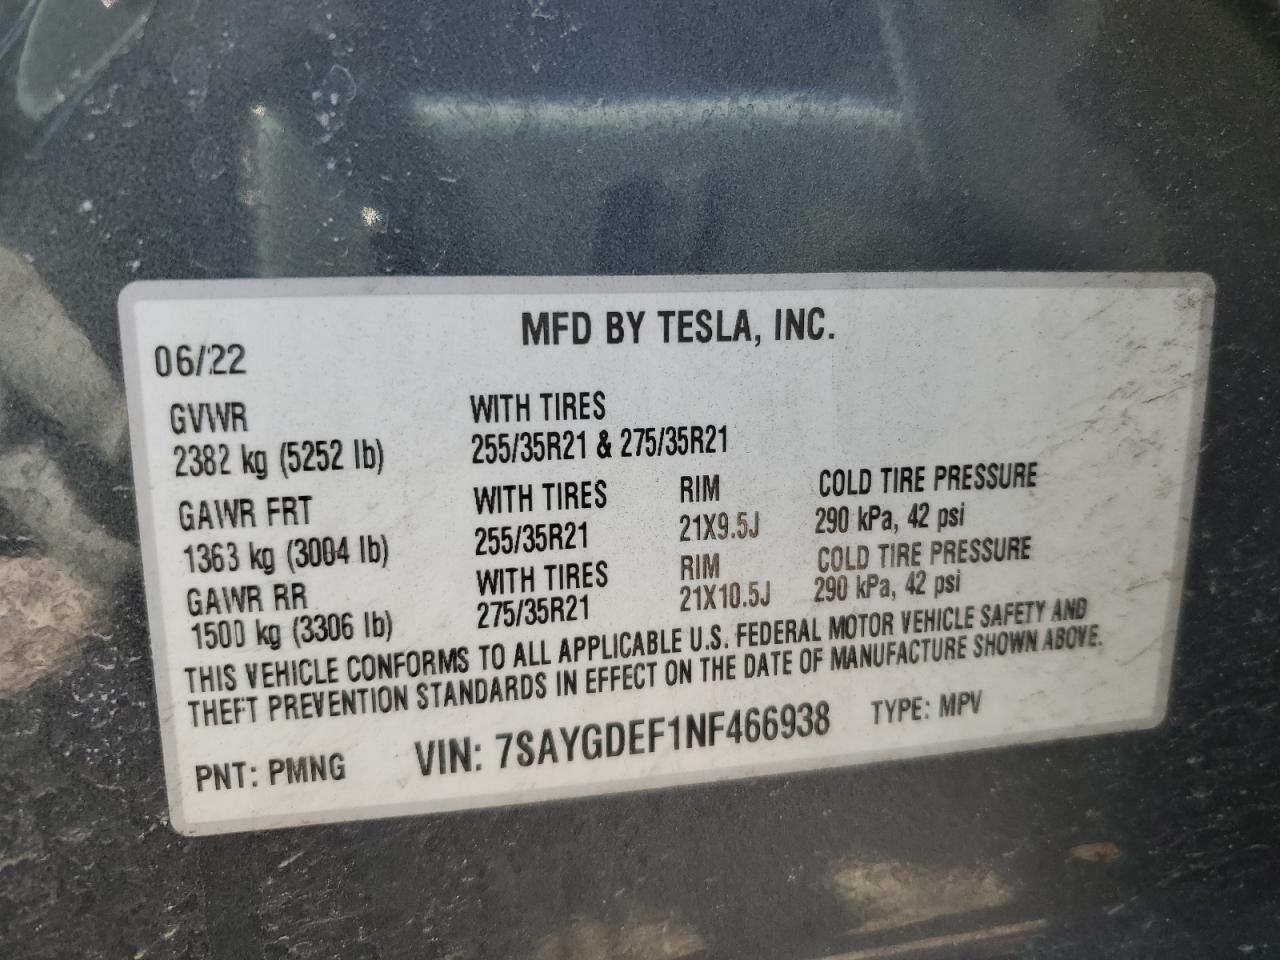 MFD BY TESLA, INC.
06/22
GVWR WITH TIRES
2382 kg (5252 lb) 255/35R21 & 275/35R21
GAWR FRT WITH TIRES RIM COLD TIRE PRESSURE
1363 kg (3004 lb) 255/35R21 21X9.5J 290 kPa, 42 psi
GAWR RR WITH TIRES RIM COLD TIRE PRESSURE
1500 kg (3306 lb) 275/35R21 21X10.5J 290 kPa, 42 psi
THIS VEHICLE CONFORMS TO ALL APPLICABLE U.S. FEDERAL MOTOR VEHICLE SAFETY AND
THEFT PREVENTION STANDARDS IN EFFECT ON THE DATE OF MANUFACTURE SHOWN ABOVE.
PNT: PMNG VIN: 7SAYGDEF1NF466938 TYPE: MPV